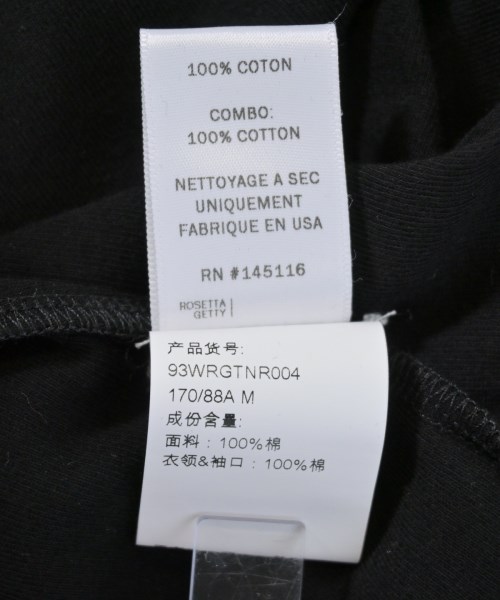 100% COTON
COMBO:
100% COTTON
NETTOYAGE A SEC
UNIQUEMENT
FABRIQUE EN USA
RN #145116
ROSETTA
GETTY
产品货号:
93WRGTNR004
170/88A M
成份含量:
面料：100%棉
衣领&袖口：100%棉